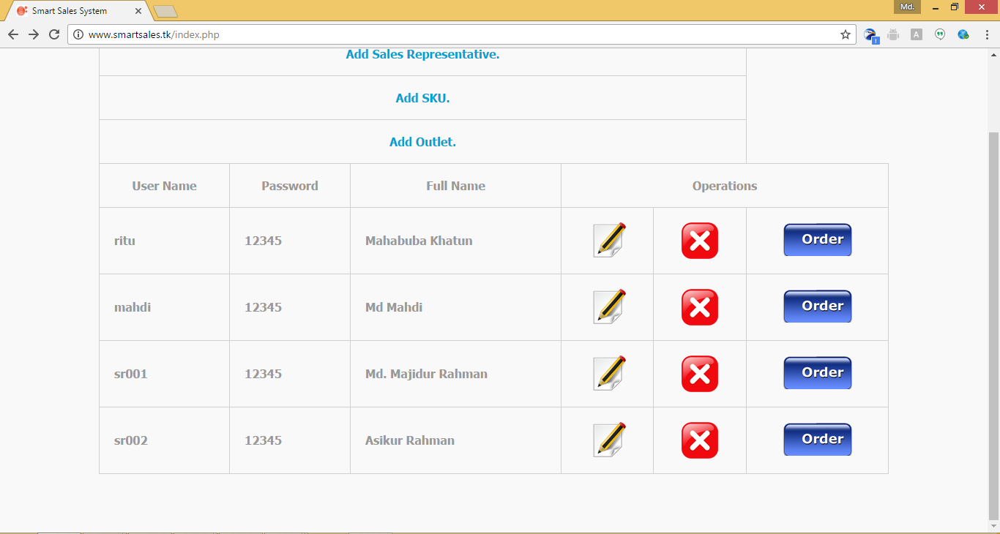 Smart Sales System
Md.
www.smartsales.tk/index.php
A
Add Sales Representative.
Add SKU.
Add Outlet.
User Name Password Full Name Operations
ritu 12345 Mahabuba Khatun Order
mahdi 12345 Md Mahdi Order
sr001 12345 Md. Majidur Rahman Order
sr002 12345 Asikur Rahman Order